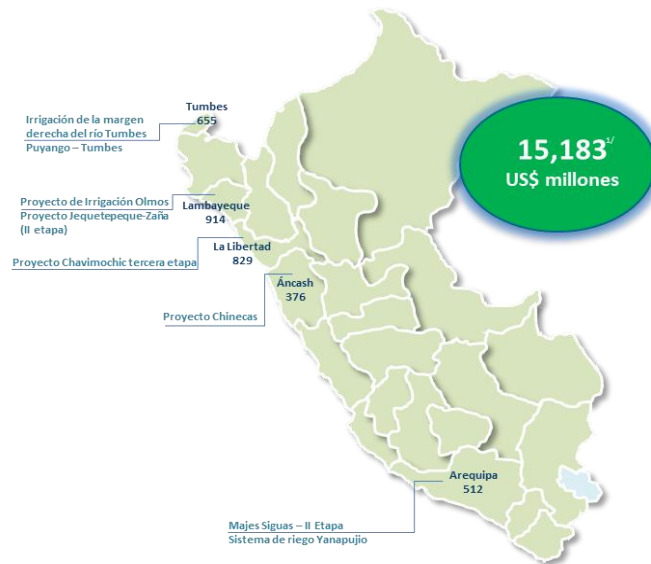 Tumbes
655
Irrigación de la margen
derecha del río Tumbes
Puyango – Tumbes
15,183 1/
US$ millones
Proyecto de Irrigación Olmos
Proyecto Jequetepeque-Zaña
(II etapa)
Lambayeque
914
La Libertad
829
Proyecto Chavimochic tercera etapa
Áncash
376
Proyecto Chinecas
Arequipa
512
Majes Siguas – II Etapa
Sistema de riego Yanapujio